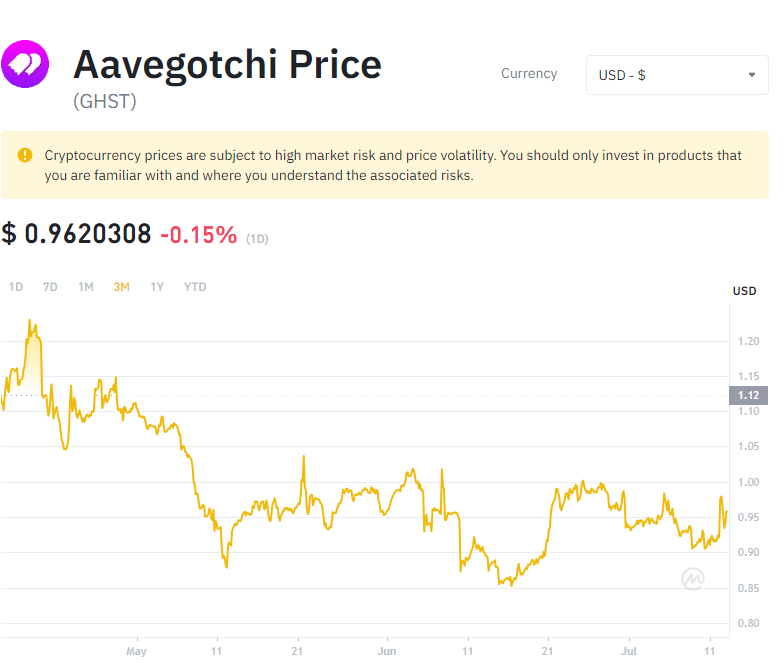 Aavegotchi Price
(GHST)
Currency
USD - $
Cryptocurrency prices are subject to high market risk and price volatility. You should only invest in products that
you are familiar with and where you understand the associated risks.
$ 0.9620308 -0.15% (1D)
1D 7D 1M 3M 1Y YTD
USD
1.20
1.15
1.12
1.10
1.05
1.00
0.95
0.90
0.85
0.80
May 11 21 Jun 11 21 Jul 11